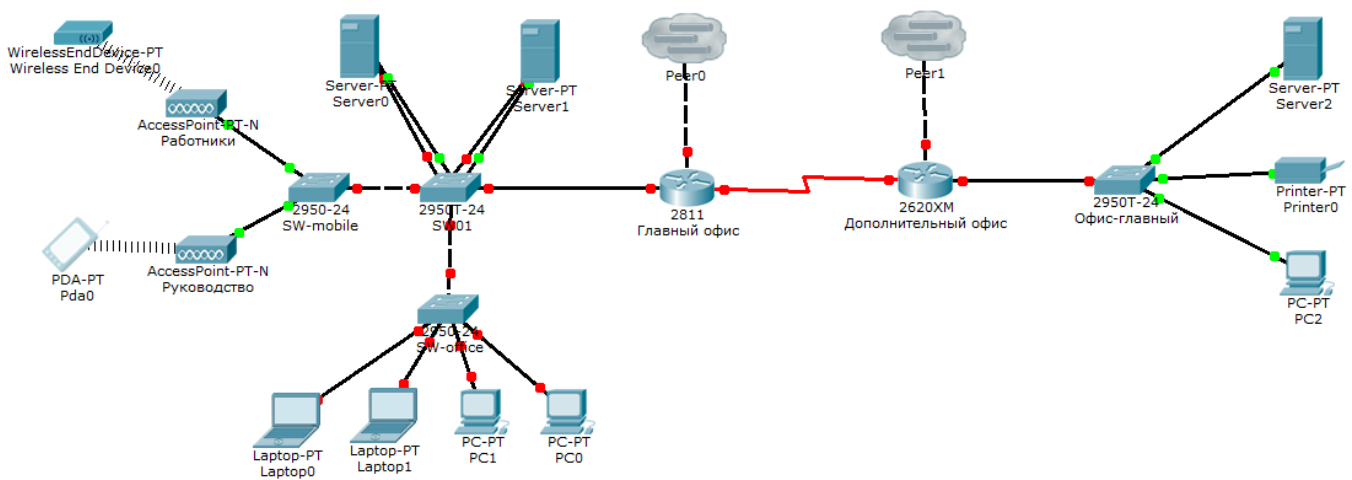 WirelessEndDevice-PT
Wireless End Device0
AccessPoint-PT-N
Работники
Server-PT
Server0
Server-PT
Server1
Peer0
Peer1
Server-PT
Server2
2950-24
SW-mobile
2950T-24
SW01
2811
Главный офис
2620XM
Дополнительный офис
2950T-24
Офис-главный
Printer-PT
Printer0
PDA-PT
Pda0
AccessPoint-PT-N
Руководство
2950-24
SW-office
PC-PT
PC2
Laptop-PT
Laptop0
Laptop-PT
Laptop1
PC-PT
PC1
PC-PT
PC0